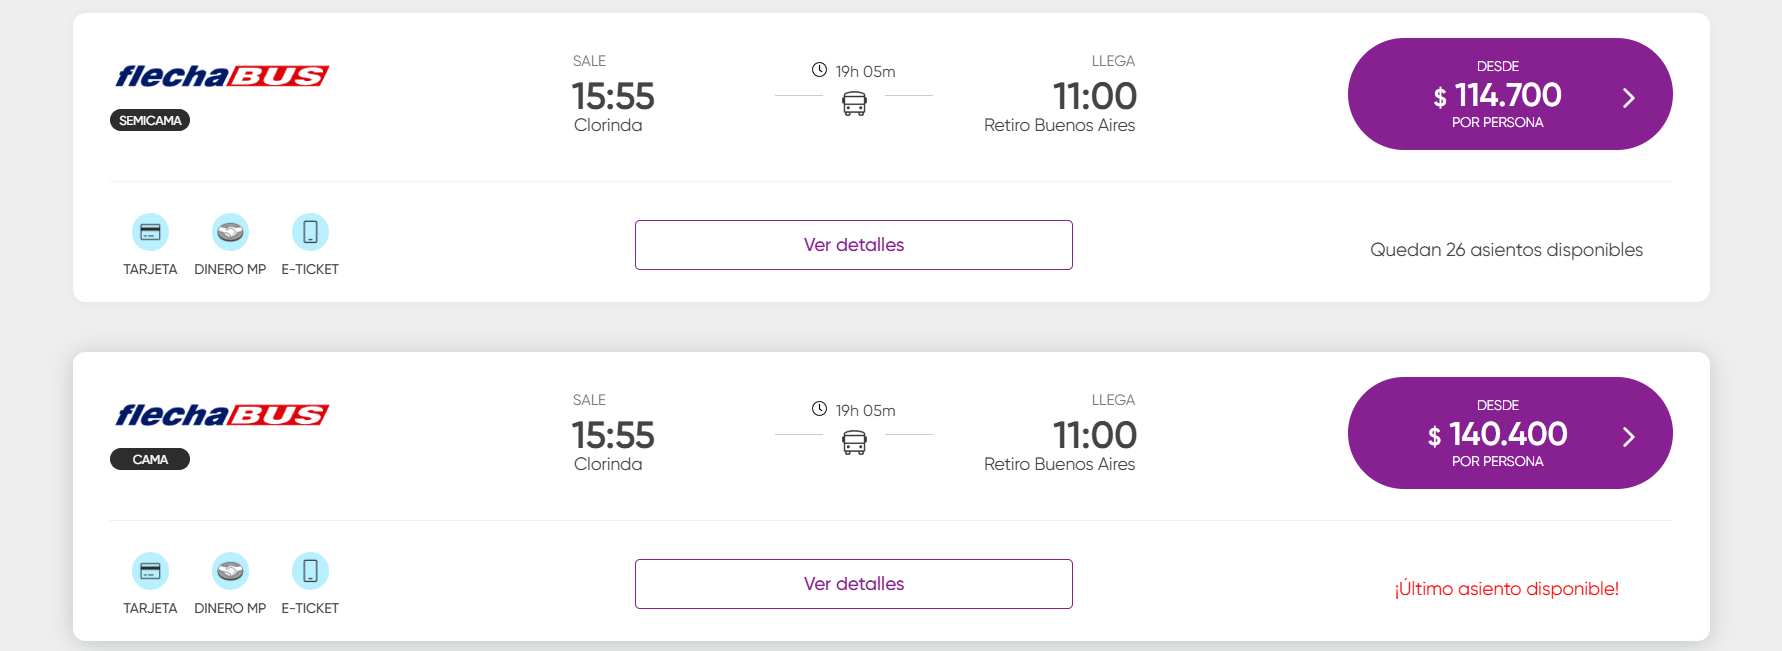 flechaBUS
SEMICAMA
SALE
15:55
Clorinda
19h 05m
LLEGA
11:00
Retiro Buenos Aires
DESDE
$ 114.700
POR PERSONA
TARJETA
DINERO MP
E-TICKET
Ver detalles
Quedan 26 asientos disponibles
flechaBUS
CAMA
SALE
15:55
Clorinda
19h 05m
LLEGA
11:00
Retiro Buenos Aires
DESDE
$ 140.400
POR PERSONA
TARJETA
DINERO MP
E-TICKET
Ver detalles
¡Último asiento disponible!